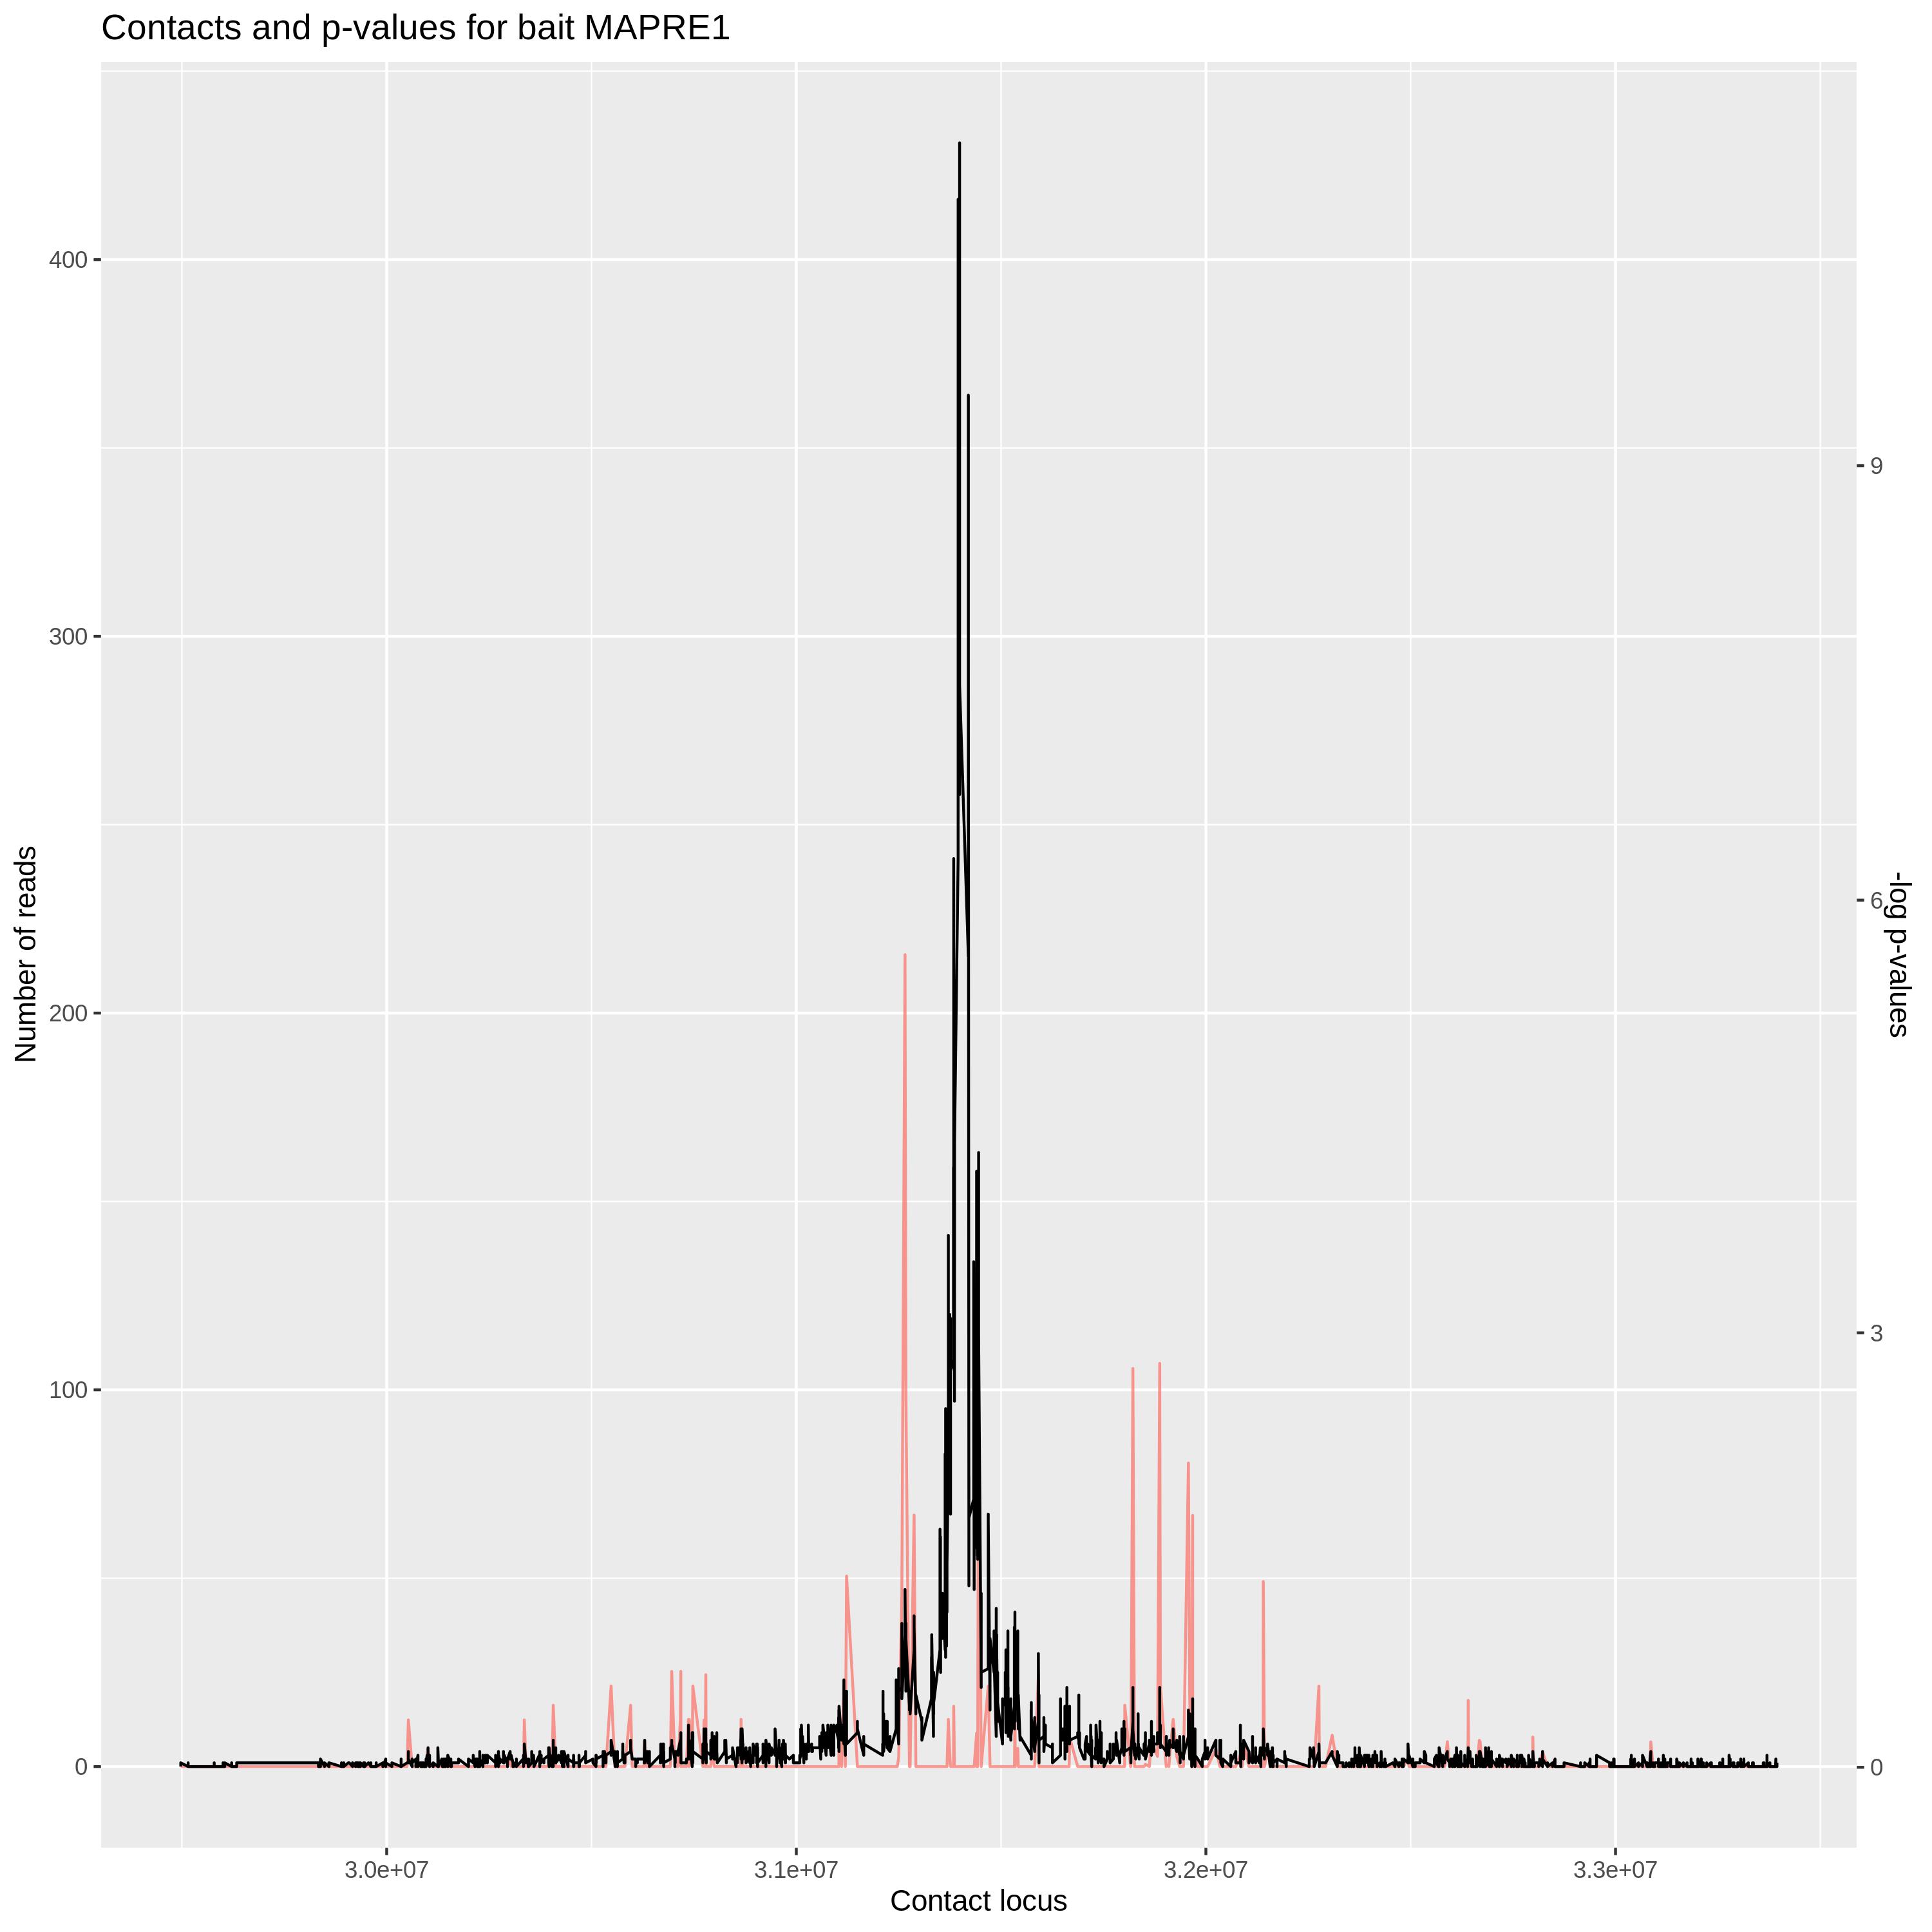 Contacts and p-values for bait MAPRE1
400
300
200
100
0
Number of reads
9
6
3
0
-log p-values
3.0e+07
3.1e+07
3.2e+07
3.3e+07
Contact locus